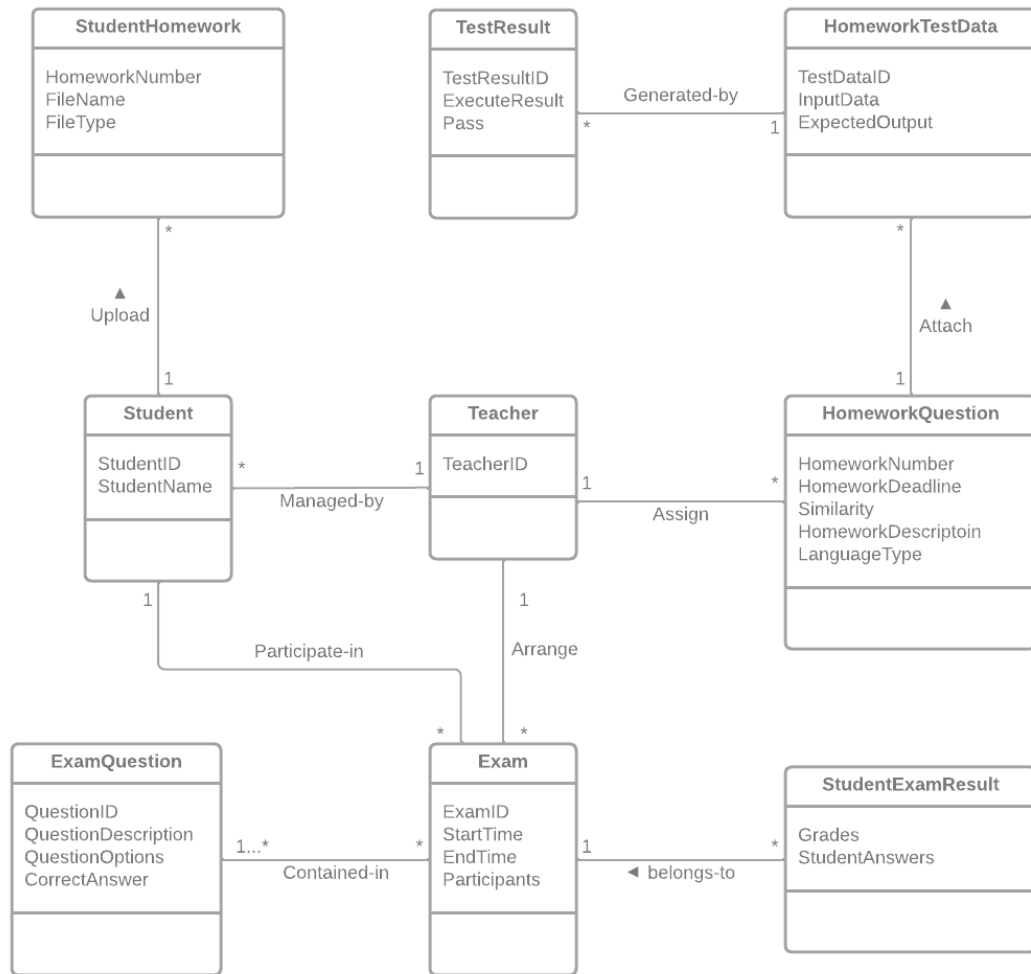 StudentHomework
HomeworkNumber
FileName
FileType
TestResult
TestResultID
ExecuteResult
Pass
Generated-by
*
1
HomeworkTestData
TestDataID
InputData
ExpectedOutput
*
▲
Upload
1
*
▲
Attach
1
Student
StudentID
StudentName
*
1
Managed-by
Teacher
TeacherID
1
*
Assign
HomeworkQuestion
HomeworkNumber
HomeworkDeadline
Similarity
HomeworkDescriptoin
LanguageType
1
Participate-in
*
1
Arrange
*
ExamQuestion
QuestionID
QuestionDescription
QuestionOptions
CorrectAnswer
1...*
*
Contained-in
Exam
ExamID
StartTime
EndTime
Participants
1
*
◄ belongs-to
StudentExamResult
Grades
StudentAnswers